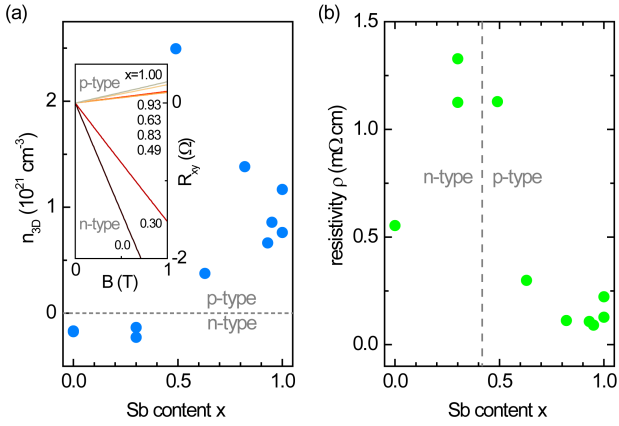 (a)
n3D (10^21 cm^-3)
2
1
0
p-type
n-type
0.0
0.5
1.0
Sb content x
p-type
x=1.00
0.93
0.63
0.83
0.49
0.30
0.0
n-type
0
-2
Rxy (Ω)
0
1
B (T)
(b)
resistivity ρ (mΩcm)
1.5
1.0
0.5
0.0
n-type
p-type
0.0
0.5
1.0
Sb content x